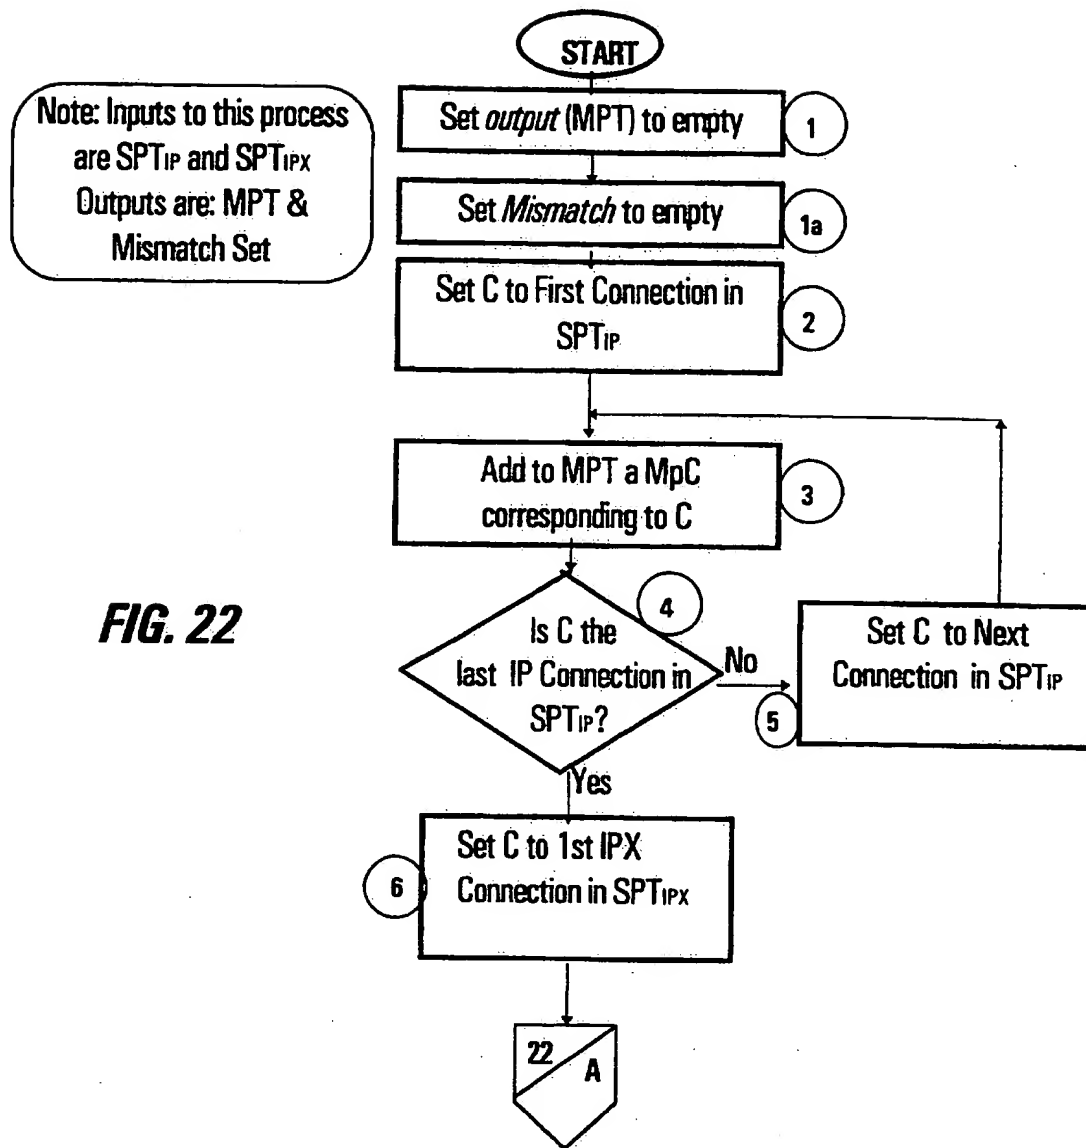 START
Note: Inputs to this process
are SPTIP and SPTIPX
Outputs are: MPT &
Mismatch Set
Set output (MPT) to empty
1
Set Mismatch to empty
1a
Set C to First Connection in
SPTIP
2
Add to MPT a MpC
corresponding to C
3
FIG. 22
Is C the
last IP Connection in
SPTIP?
4
No
Set C to Next
Connection in SPTIP
5
Yes
Set C to 1st IPX
Connection in SPTIPX
6
22
A